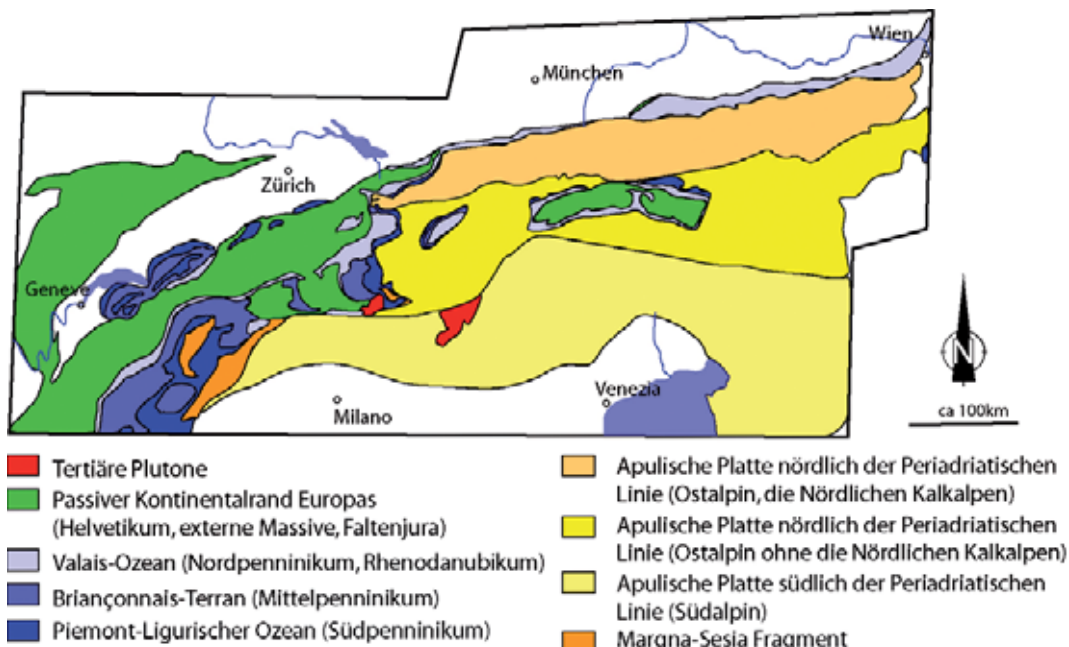 Wien
München
Zürich
Geneve
Milano
Venezia
N
ca 100km
Tertiäre Plutone
Passiver Kontinentalrand Europas
(Helvetikum, externe Massive, Faltenjura)
Valais-Ozean (Nordpenninikum, Rhenodanubikum)
Briançonnais-Terran (Mittelpenninikum)
Piemont-Ligurischer Ozean (Südpenninikum)
Apulische Platte nördlich der Periadriatischen
Linie (Ostalpin, die Nördlichen Kalkalpen)
Apulische Platte nördlich der Periadriatischen
Linie (Ostalpin ohne die Nördlichen Kalkalpen)
Apulische Platte südlich der Periadriatischen
Linie (Südalpin)
Margna-Sesia Fragment